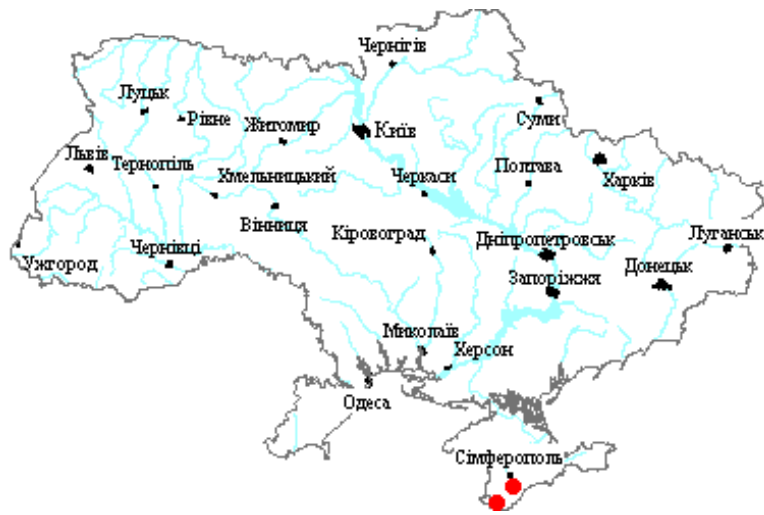 Чернігів
Луцьк
Рівне
Житомир
Київ
Суми
Львів
Тернопіль
Хмельницький
Черкаси
Полтава
Харків
Вінниця
Кіровоград
Дніпропетровськ
Луганськ
Ужгород
Чернівці
Запоріжжя
Донецьк
Миколаїв
Херсон
Одеса
Сімферополь